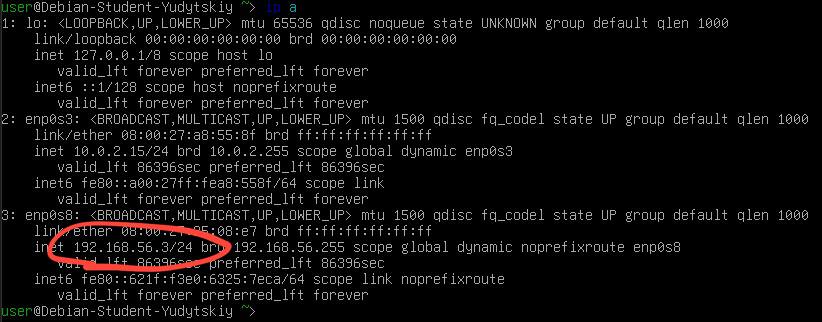 user@Debian-Student-Yudytskiy ~> ip a
1: lo: <LOOPBACK,UP,LOWER_UP> mtu 65536 qdisc noqueue state UNKNOWN group default qlen 1000
link/loopback 00:00:00:00:00:00 brd 00:00:00:00:00:00
inet 127.0.0.1/8 scope host lo
valid_lft forever preferred_lft forever
inet6 ::1/128 scope host noprefixroute
valid_lft forever preferred_lft forever
2: enp0s3: <BROADCAST,MULTICAST,UP,LOWER_UP> mtu 1500 qdisc fq_codel state UP group default qlen 1000
link/ether 08:00:27:a8:55:8f brd ff:ff:ff:ff:ff:ff
inet 10.0.2.15/24 brd 10.0.2.255 scope global dynamic enp0s3
valid_lft 86396sec preferred_lft 86396sec
inet6 fe80::a00:27ff:fea8:558f/64 scope link
valid_lft forever preferred_lft forever
3: enp0s8: <BROADCAST,MULTICAST,UP,LOWER_UP> mtu 1500 qdisc fq_codel state UP group default qlen 1000
link/ether brd ff:ff:ff:ff:ff:ff
inet 192.168.56.3/24 brd 192.168.56.255 scope global dynamic noprefixroute enp0s8
valid_lft 86396sec preferred_lft 86396sec
inet6 fe80::621f:f3e0:6325:7eca/64 scope link noprefixroute
valid_lft forever preferred_lft forever
user@Debian-Student-Yudytskiy ~>